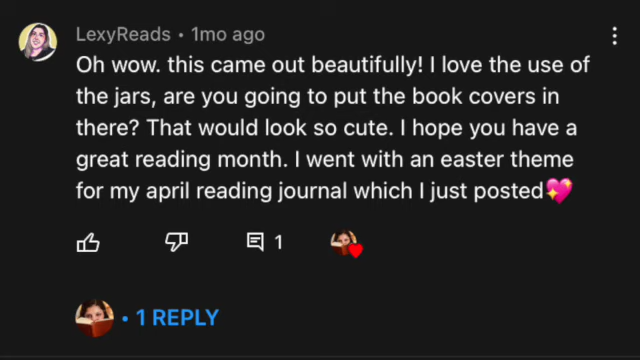 LexyReads • 1mo ago
Oh wow. this came out beautifully! I love the use of
the jars, are you going to put the book covers in
there? That would look so cute. I hope you have a
great reading month. I went with an easter theme
for my april reading journal which I just posted💖
1
• 1 REPLY